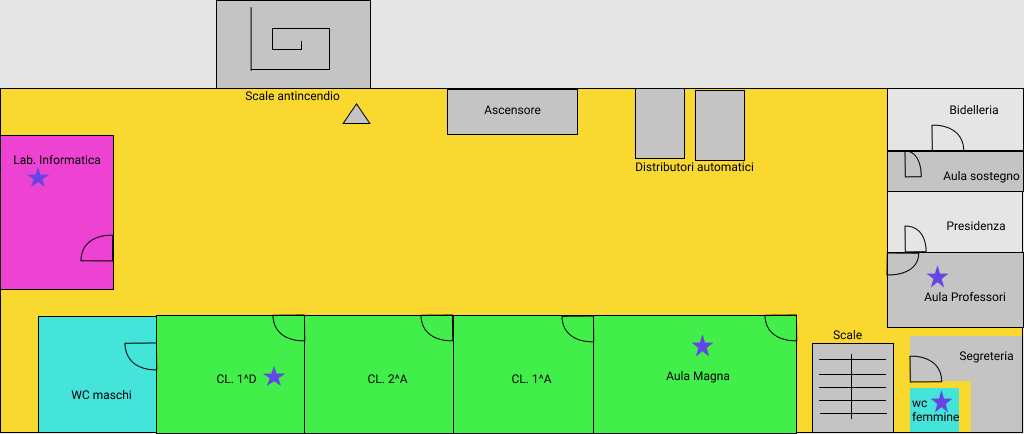 Scale antincendio
Ascensore
Bidelleria
Lab. Informatica
Distributori automatici
Aula sostegno
Presidenza
Aula Professori
Scale
Segreteria
WC maschi
CL. 1^D
CL. 2^A
CL. 1^A
Aula Magna
wc
femmine